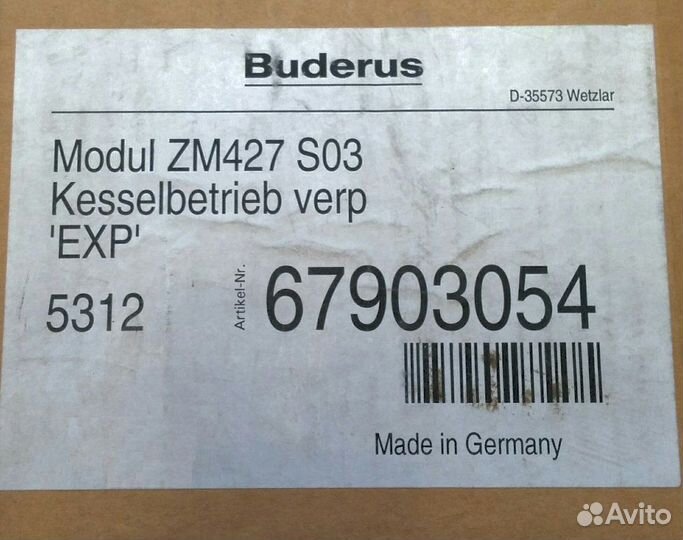 Buderus
D-35573 Wetzlar
Modul ZM427 S03
Kesselbetrieb verp
'EXP'
5312
Artikel-Nr. 67903054
Made in Germany
Avito